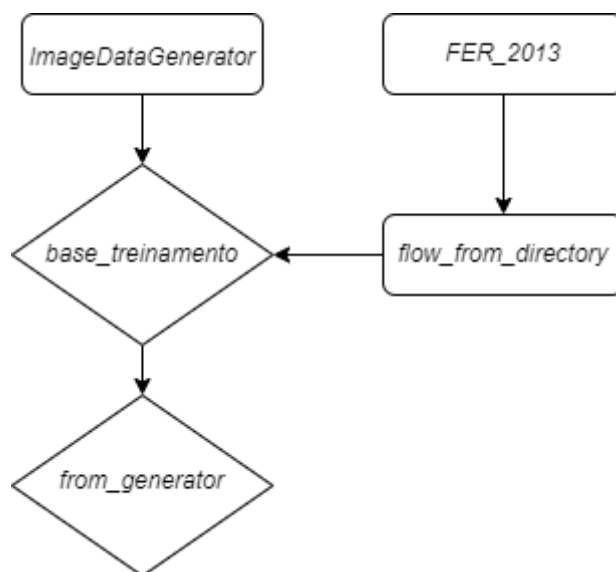 ImageDataGenerator
FER_2013
base_treinamento
flow_from_directory
from_generator